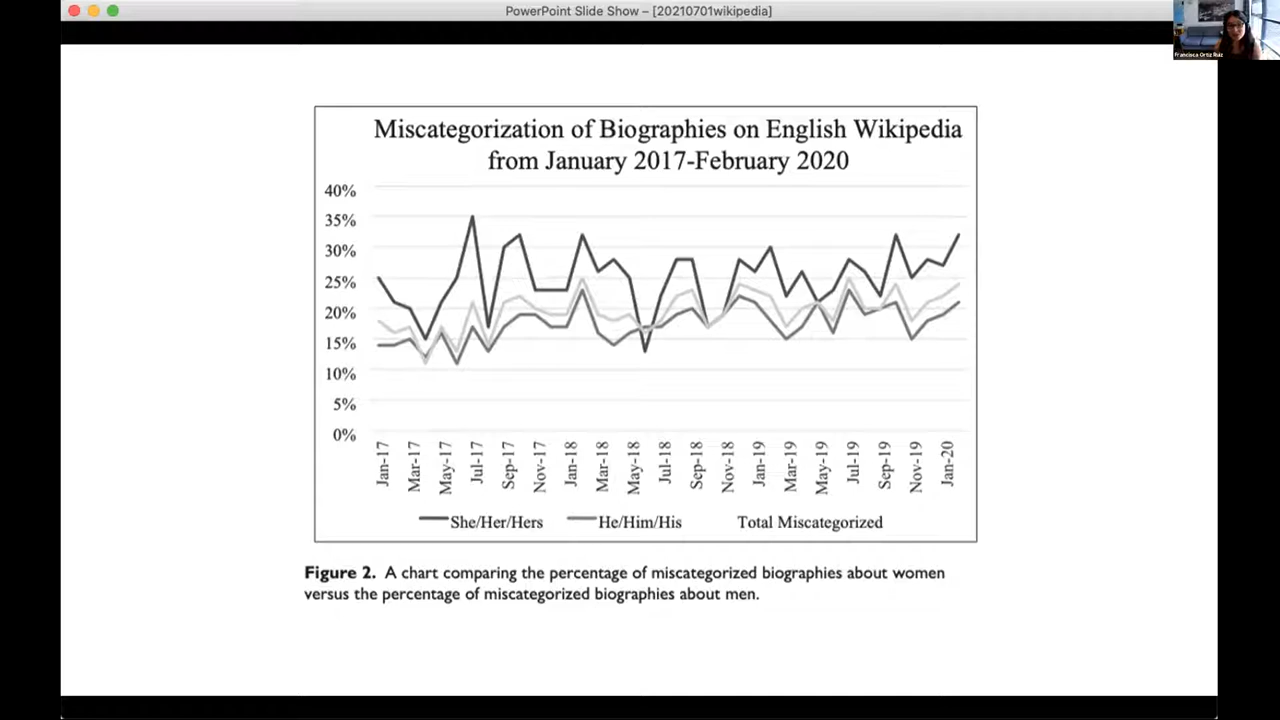 PowerPoint Slide Show – [20210701wikipedia]
Francisca Ortiz Ruiz
Miscategorization of Biographies on English Wikipedia
from January 2017-February 2020
40%
35%
30%
25%
20%
15%
10%
5%
0%
Jan-17
Mar-17
May-17
Jul-17
Sep-17
Nov-17
Jan-18
Mar-18
May-18
Jul-18
Sep-18
Nov-18
Jan-19
Mar-19
May-19
Jul-19
Sep-19
Nov-19
Jan-20
She/Her/Hers He/Him/His Total Miscategorized
Figure 2. A chart comparing the percentage of miscategorized biographies about women
versus the percentage of miscategorized biographies about men.